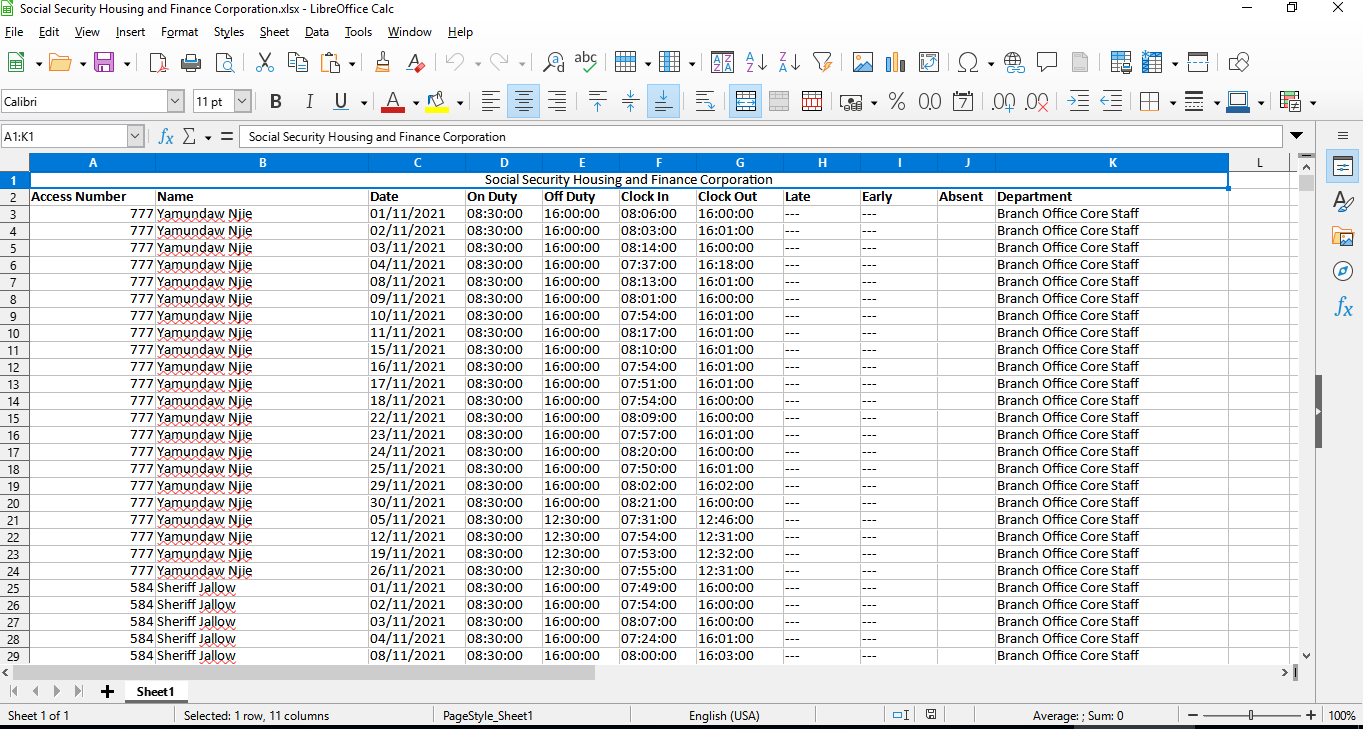 Social Security Housing and Finance Corporation.xlsx - LibreOffice Calc
File Edit View Insert Format Styles Sheet Data Tools Window Help
Calibri 11 pt B I U A
A1:K1 fx Σ = Social Security Housing and Finance Corporation
A B C D E F G H I J K L
1 Social Security Housing and Finance Corporation
2 Access Number Name Date On Duty Off Duty Clock In Clock Out Late Early Absent Department
3 777 Yamundaw Njie 01/11/2021 08:30:00 16:00:00 08:06:00 16:00:00 --- --- Branch Office Core Staff
4 777 Yamundaw Njie 02/11/2021 08:30:00 16:00:00 08:03:00 16:01:00 --- --- Branch Office Core Staff
5 777 Yamundaw Njie 03/11/2021 08:30:00 16:00:00 08:14:00 16:00:00 --- --- Branch Office Core Staff
6 777 Yamundaw Njie 04/11/2021 08:30:00 16:00:00 07:37:00 16:18:00 --- --- Branch Office Core Staff
7 777 Yamundaw Njie 08/11/2021 08:30:00 16:00:00 08:13:00 16:01:00 --- --- Branch Office Core Staff
8 777 Yamundaw Njie 09/11/2021 08:30:00 16:00:00 08:01:00 16:00:00 --- --- Branch Office Core Staff
9 777 Yamundaw Njie 10/11/2021 08:30:00 16:00:00 07:54:00 16:01:00 --- --- Branch Office Core Staff
10 777 Yamundaw Njie 11/11/2021 08:30:00 16:00:00 08:17:00 16:01:00 --- --- Branch Office Core Staff
11 777 Yamundaw Njie 15/11/2021 08:30:00 16:00:00 08:10:00 16:01:00 --- --- Branch Office Core Staff
12 777 Yamundaw Njie 16/11/2021 08:30:00 16:00:00 07:54:00 16:01:00 --- --- Branch Office Core Staff
13 777 Yamundaw Njie 17/11/2021 08:30:00 16:00:00 07:51:00 16:01:00 --- --- Branch Office Core Staff
14 777 Yamundaw Njie 18/11/2021 08:30:00 16:00:00 07:54:00 16:00:00 --- --- Branch Office Core Staff
15 777 Yamundaw Njie 22/11/2021 08:30:00 16:00:00 08:09:00 16:00:00 --- --- Branch Office Core Staff
16 777 Yamundaw Njie 23/11/2021 08:30:00 16:00:00 07:57:00 16:01:00 --- --- Branch Office Core Staff
17 777 Yamundaw Njie 24/11/2021 08:30:00 16:00:00 08:20:00 16:00:00 --- --- Branch Office Core Staff
18 777 Yamundaw Njie 25/11/2021 08:30:00 16:00:00 07:50:00 16:01:00 --- --- Branch Office Core Staff
19 777 Yamundaw Njie 29/11/2021 08:30:00 16:00:00 08:02:00 16:02:00 --- --- Branch Office Core Staff
20 777 Yamundaw Njie 30/11/2021 08:30:00 16:00:00 08:21:00 16:00:00 --- --- Branch Office Core Staff
21 777 Yamundaw Njie 05/11/2021 08:30:00 12:30:00 07:31:00 12:46:00 --- --- Branch Office Core Staff
22 777 Yamundaw Njie 12/11/2021 08:30:00 12:30:00 07:54:00 12:31:00 --- --- Branch Office Core Staff
23 777 Yamundaw Njie 19/11/2021 08:30:00 12:30:00 07:53:00 12:32:00 --- --- Branch Office Core Staff
24 777 Yamundaw Njie 26/11/2021 08:30:00 12:30:00 07:55:00 12:31:00 --- --- Branch Office Core Staff
25 584 Sheriff Jallow 01/11/2021 08:30:00 16:00:00 07:49:00 16:00:00 --- --- Branch Office Core Staff
26 584 Sheriff Jallow 02/11/2021 08:30:00 16:00:00 07:54:00 16:00:00 --- --- Branch Office Core Staff
27 584 Sheriff Jallow 03/11/2021 08:30:00 16:00:00 08:07:00 16:00:00 --- --- Branch Office Core Staff
28 584 Sheriff Jallow 04/11/2021 08:30:00 16:00:00 07:24:00 16:01:00 --- --- Branch Office Core Staff
29 584 Sheriff Jallow 08/11/2021 08:30:00 16:00:00 08:00:00 16:03:00 --- --- Branch Office Core Staff
Sheet1
Sheet 1 of 1 Selected: 1 row, 11 columns PageStyle_Sheet1 English (USA) Average: ; Sum: 0 100%